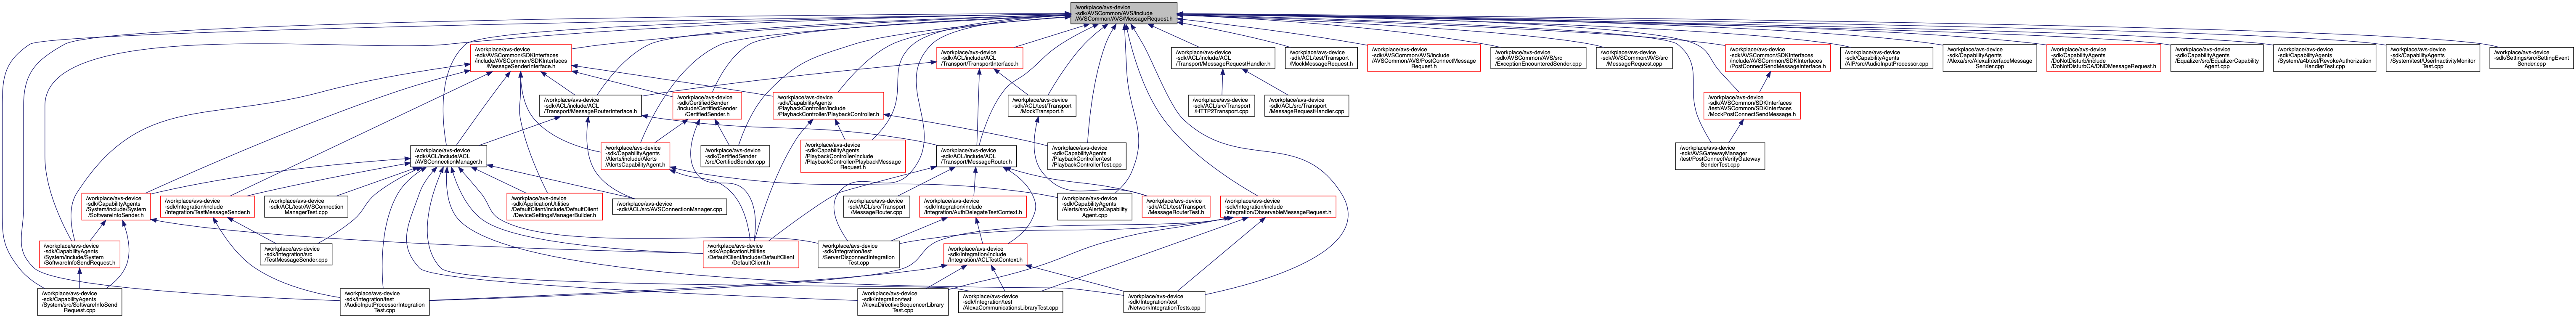 /workplace/avs-device
-sdk/AVSCommon/AVS/include
/AVSCommon/AVS/MessageRequest.h
/workplace/avs-device
-sdk/AVSCommon/SDKInterfaces
/include/AVSCommon/SDKInterfaces
/MessageSenderInterface.h
/workplace/avs-device
-sdk/ACL/include/ACL
/Transport/TransportInterface.h
/workplace/avs-device
-sdk/ACL/include/ACL
/Transport/MessageRequestHandler.h
/workplace/avs-device
-sdk/ACL/test/Transport
/MockMessageRequest.h
/workplace/avs-device
-sdk/AVSCommon/AVS/include
/AVSCommon/AVS/PostConnectMessage
Request.h
/workplace/avs-device
-sdk/AVSCommon/AVS/src
/ExceptionEncounteredSender.cpp
/workplace/avs-device
-sdk/AVSCommon/AVS/src
/MessageRequest.cpp
/workplace/avs-device
-sdk/AVSCommon/SDKInterfaces
/include/AVSCommon/SDKInterfaces
/PostConnectSendMessageInterface.h
/workplace/avs-device
-sdk/CapabilityAgents
/AIP/src/AudioInputProcessor.cpp
/workplace/avs-device
-sdk/CapabilityAgents
/Alexa/src/AlexaInterfaceMessage
Sender.cpp
/workplace/avs-device
-sdk/CapabilityAgents
/DoNotDisturb/include
/DoNotDisturbCA/DNDMessageRequest.h
/workplace/avs-device
-sdk/CapabilityAgents
/Equalizer/src/EqualizerCapability
Agent.cpp
/workplace/avs-device
-sdk/CapabilityAgents
/System/a4btest/RevokeAuthorization
HandlerTest.cpp
/workplace/avs-device
-sdk/CapabilityAgents
/System/test/UserInactivityMonitor
Test.cpp
/workplace/avs-device
-sdk/Settings/src/SettingEvent
Sender.cpp
/workplace/avs-device
-sdk/ACL/include/ACL
/Transport/MessageRouterInterface.h
/workplace/avs-device
-sdk/CertifiedSender
/include/CertifiedSender
/CertifiedSender.h
/workplace/avs-device
-sdk/CapabilityAgents
/PlaybackController/include
/PlaybackController/PlaybackController.h
/workplace/avs-device
-sdk/ACL/test/Transport
/MockTransport.h
/workplace/avs-device
-sdk/ACL/src/Transport
/HTTP2Transport.cpp
/workplace/avs-device
-sdk/ACL/src/Transport
/MessageRequestHandler.cpp
/workplace/avs-device
-sdk/AVSCommon/SDKInterfaces
/test/AVSCommon/SDKInterfaces
/MockPostConnectSendMessage.h
/workplace/avs-device
-sdk/ACL/include/ACL
/AVSConnectionManager.h
/workplace/avs-device
-sdk/CapabilityAgents
/Alerts/include/Alerts
/AlertsCapabilityAgent.h
/workplace/avs-device
-sdk/CertifiedSender
/src/CertifiedSender.cpp
/workplace/avs-device
-sdk/CapabilityAgents
/PlaybackController/include
/PlaybackController/PlaybackMessage
Request.h
/workplace/avs-device
-sdk/ACL/include/ACL
/Transport/MessageRouter.h
/workplace/avs-device
-sdk/CapabilityAgents
/PlaybackController/test
/PlaybackControllerTest.cpp
/workplace/avs-device
-sdk/AVSGatewayManager
/test/PostConnectVerifyGateway
SenderTest.cpp
/workplace/avs-device
-sdk/CapabilityAgents
/System/include/System
/SoftwareInfoSender.h
/workplace/avs-device
-sdk/Integration/include
/Integration/TestMessageSender.h
/workplace/avs-device
-sdk/ACL/test/AVSConnection
ManagerTest.cpp
/workplace/avs-device
-sdk/ApplicationUtilities
/DefaultClient/include/DefaultClient
/DeviceSettingsManagerBuilder.h
/workplace/avs-device
-sdk/ACL/src/AVSConnectionManager.cpp
/workplace/avs-device
-sdk/ACL/src/Transport
/MessageRouter.cpp
/workplace/avs-device
-sdk/Integration/include
/Integration/AuthDelegateTestContext.h
/workplace/avs-device
-sdk/CapabilityAgents
/Alerts/src/AlertsCapability
Agent.cpp
/workplace/avs-device
-sdk/ACL/test/Transport
/MessageRouterTest.h
/workplace/avs-device
-sdk/Integration/include
/Integration/ObservableMessageRequest.h
/workplace/avs-device
-sdk/CapabilityAgents
/System/include/System
/SoftwareInfoSendRequest.h
/workplace/avs-device
-sdk/Integration/src
/TestMessageSender.cpp
/workplace/avs-device
-sdk/ApplicationUtilities
/DefaultClient/include/DefaultClient
/DefaultClient.h
/workplace/avs-device
-sdk/Integration/test
/ServerDisconnectIntegration
Test.cpp
/workplace/avs-device
-sdk/Integration/include
/Integration/ACLTestContext.h
/workplace/avs-device
-sdk/CapabilityAgents
/System/src/SoftwareInfoSend
Request.cpp
/workplace/avs-device
-sdk/Integration/test
/AudioInputProcessorIntegration
Test.cpp
/workplace/avs-device
-sdk/Integration/test
/AlexaDirectiveSequencerLibrary
Test.cpp
/workplace/avs-device
-sdk/Integration/test
/AlexaCommunicationsLibraryTest.cpp
/workplace/avs-device
-sdk/Integration/test
/NetworkIntegrationTests.cpp